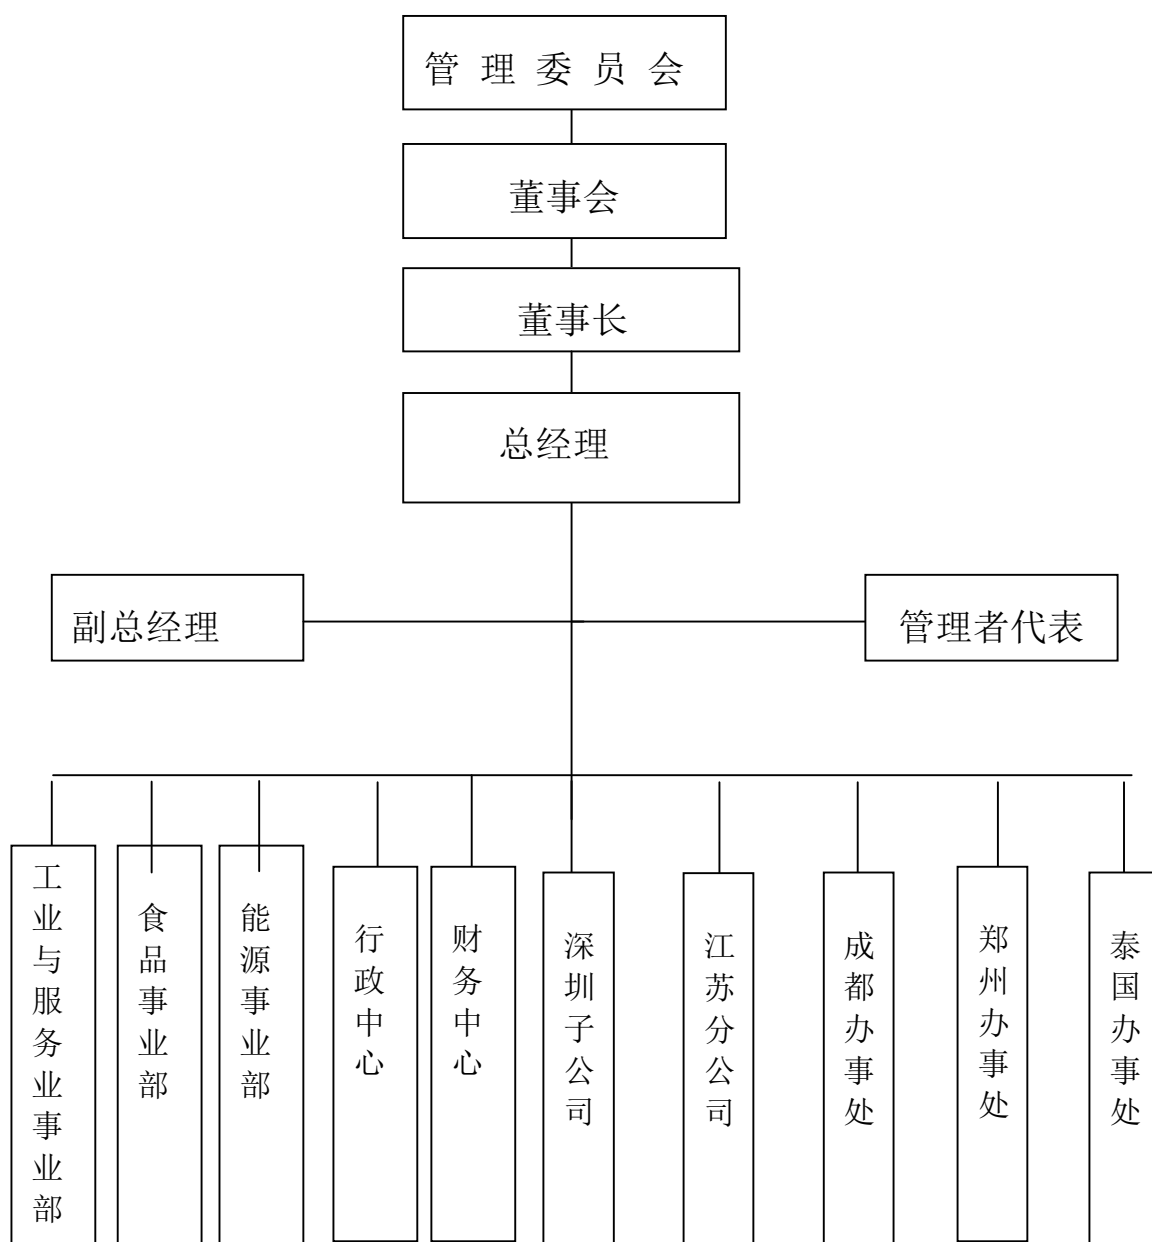 管 理 委 员 会
董事会
董事长
总经理
副总经理
管理者代表
工业与服务业事业部
食品事业部
能源事业部
行政中心
财务中心
深圳子公司
江苏分公司
成都办事处
郑州办事处
泰国办事处